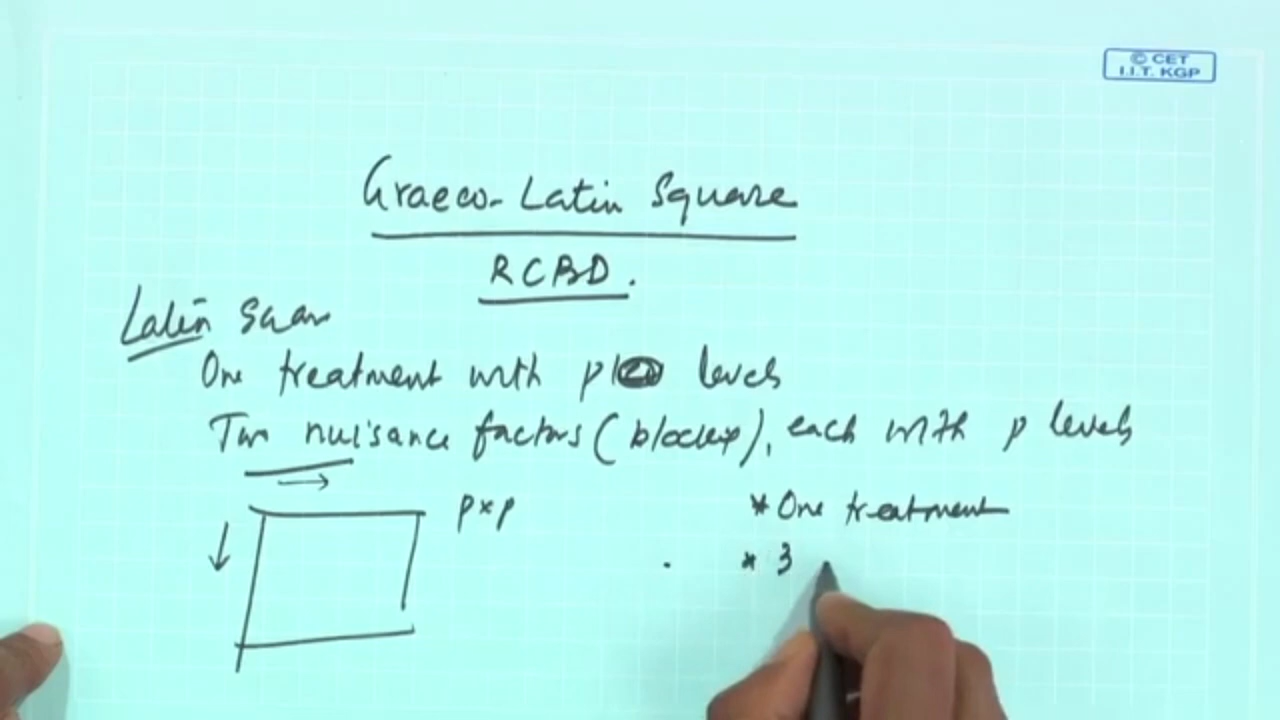 © CET
I.I.T. KGP
Graeco-Latin Square
RCBD.
Latin
One treatment with p levels
Two nuisance factors (blocks), each with p levels
p×p
* One treatment
* 3